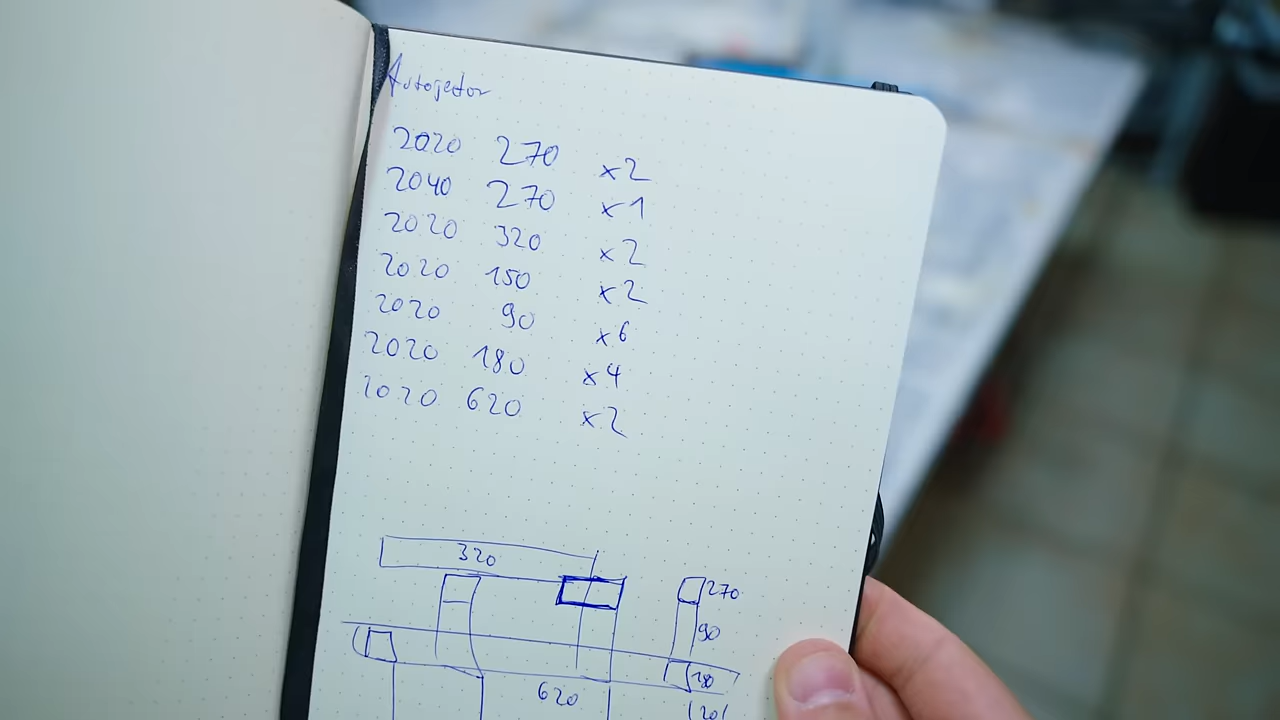 2020 270 x2
2040 270 x1
2020 320 x2
2020 150 x2
2020 90 x6
2020 180 x4
2020 620 x2
320
270
90
180
620